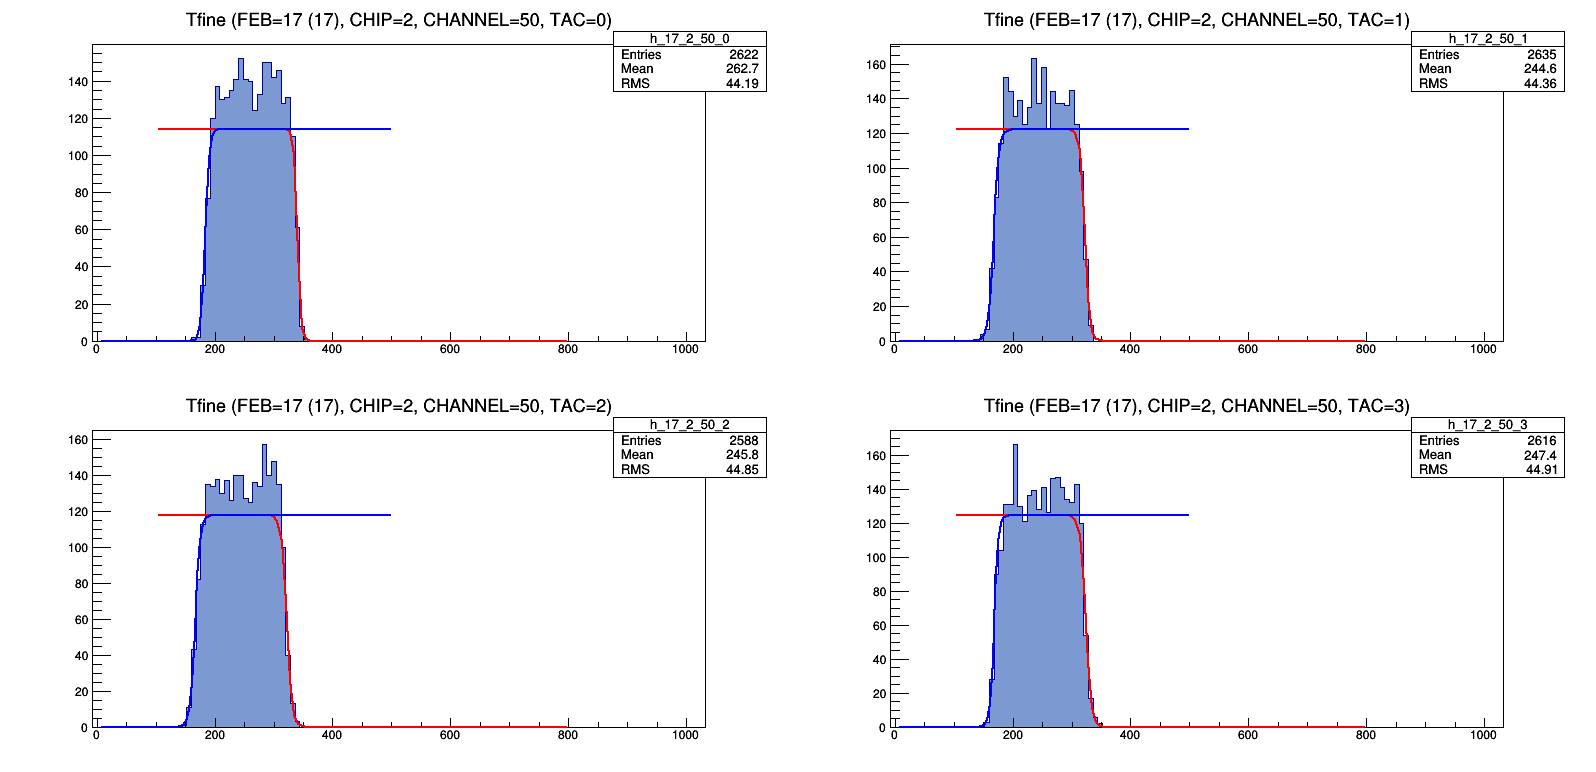 Tfine (FEB=17 (17), CHIP=2, CHANNEL=50, TAC=0)
h_17_2_50_0
Entries 2622
Mean 262.7
RMS 44.19
140
120
100
80
60
40
20
0
0 200 400 600 800 1000
Tfine (FEB=17 (17), CHIP=2, CHANNEL=50, TAC=1)
h_17_2_50_1
Entries 2635
Mean 244.6
RMS 44.36
160
140
120
100
80
60
40
20
0
0 200 400 600 800 1000
Tfine (FEB=17 (17), CHIP=2, CHANNEL=50, TAC=2)
h_17_2_50_2
Entries 2588
Mean 245.8
RMS 44.85
160
140
120
100
80
60
40
20
0
0 200 400 600 800 1000
Tfine (FEB=17 (17), CHIP=2, CHANNEL=50, TAC=3)
h_17_2_50_3
Entries 2616
Mean 247.4
RMS 44.91
160
140
120
100
80
60
40
20
0
0 200 400 600 800 1000